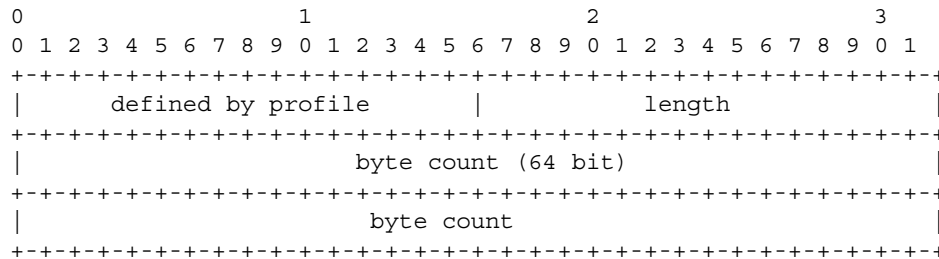 0                   1                   2                   3
0 1 2 3 4 5 6 7 8 9 0 1 2 3 4 5 6 7 8 9 0 1 2 3 4 5 6 7 8 9 0 1
+-+-+-+-+-+-+-+-+-+-+-+-+-+-+-+-+-+-+-+-+-+-+-+-+-+-+-+-+-+-+-+-+
|      defined by profile       |           length              |
+-+-+-+-+-+-+-+-+-+-+-+-+-+-+-+-+-+-+-+-+-+-+-+-+-+-+-+-+-+-+-+-+
|                       byte count (64 bit)                     |
+-+-+-+-+-+-+-+-+-+-+-+-+-+-+-+-+-+-+-+-+-+-+-+-+-+-+-+-+-+-+-+-+
|                        byte count                             |
+-+-+-+-+-+-+-+-+-+-+-+-+-+-+-+-+-+-+-+-+-+-+-+-+-+-+-+-+-+-+-+-+